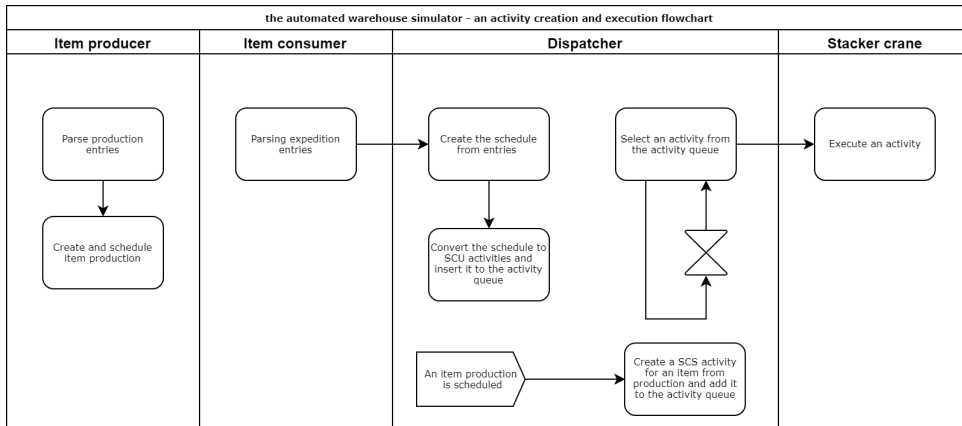 the automated warehouse simulator - an activity creation and execution flowchart
Item producer
Item consumer
Dispatcher
Stacker crane
Parse production
entries
Parsing expedition
entries
Create the schedule
from entries
Select an activity from
the activity queue
Execute an activity
Create and schedule
item production
Convert the schedule to
SCU activities and
insert it to the activity
queue
An item production
is scheduled
Create a SCS activity
for an item from
production and add it
to the activity queue